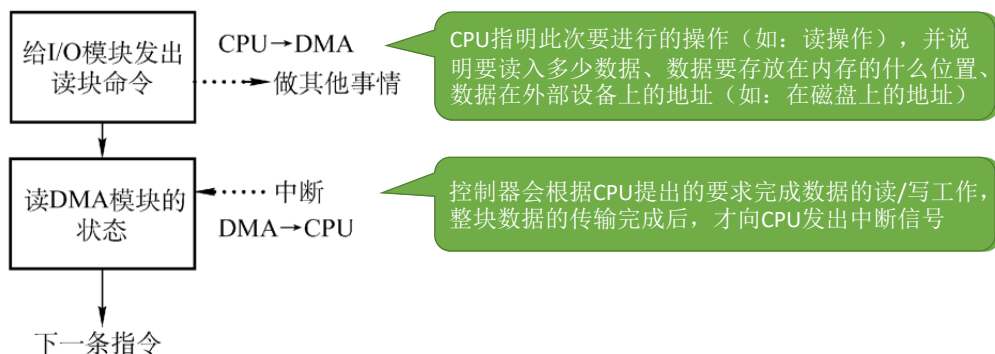 给I/O模块发出
读块命令
CPU→DMA
做其他事情
CPU指明此次要进行的操作（如：读操作），并说
明要读入多少数据、数据要存放在内存的什么位置、
数据在外部设备上的地址（如：在磁盘上的地址）
读DMA模块的
状态
中断
DMA→CPU
控制器会根据CPU提出的要求完成数据的读/写工作，
整块数据的传输完成后，才向CPU发出中断信号
下一条指令